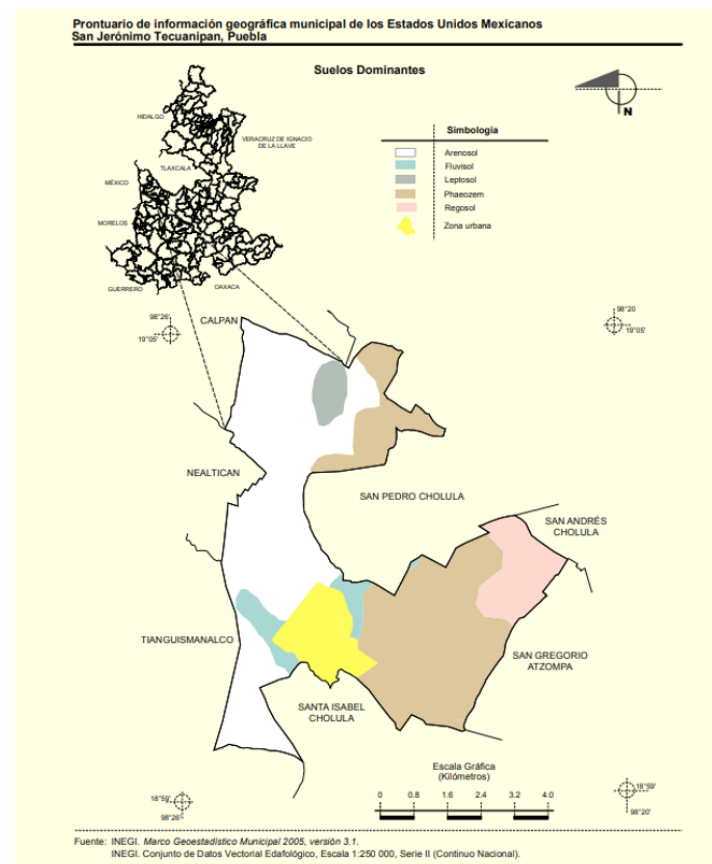 Prontuario de información geográfica municipal de los Estados Unidos Mexicanos
San Jerónimo Tecuanipan, Puebla
Suelos Dominantes
N
HIDALGO
VERACRUZ DE IGNACIO
DE LA LLAVE
TLAXCALA
MÉXICO
MORELOS
GUERRERO
OAXACA
Simbología
Arenosol
Fluvisol
Leptosol
Phaeozem
Regosol
Zona urbana
98°26'
19°05'
CALPAN
98°20
19°05'
NEALTICAN
SAN PEDRO CHOLULA
SAN ANDRÉS
CHOLULA
TIANGUISMANALCO
SAN GREGORIO
ATZOMPA
SANTA ISABEL
CHOLULA
Escala Gráfica
(Kilómetros)
0 0.8 1.6 2.4 3.2 4.0
18°59'
98°26'
18°59'
98°20'
Fuente: INEGI. Marco Geoestadístico Municipal 2005, versión 3.1.
INEGI. Conjunto de Datos Vectorial Edafológico, Escala 1:250 000, Serie II (Continuo Nacional).